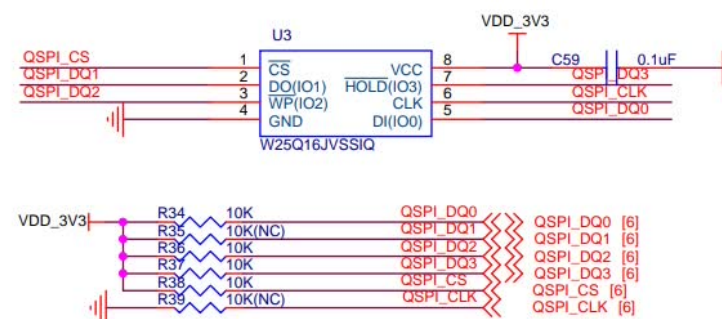 VDD_3V3
U3
QSPI_CS 1 CS VCC 8 C59 0.1uF
QSPI_DQ1 2 DO(IO1) HOLD(IO3) 7 QSPI_DQ3
QSPI_DQ2 3 WP(IO2) CLK 6 QSPI_CLK
4 GND DI(IO0) 5 QSPI_DQ0
W25Q16JVSSIQ
VDD_3V3 R34 10K QSPI_DQ0 QSPI_DQ0 [6]
R35 10K(NC) QSPI_DQ1 QSPI_DQ1 [6]
R36 10K QSPI_DQ2 QSPI_DQ2 [6]
R37 10K QSPI_DQ3 QSPI_DQ3 [6]
R38 10K QSPI_CS QSPI_CS [6]
R39 10K(NC) QSPI_CLK QSPI_CLK [6]